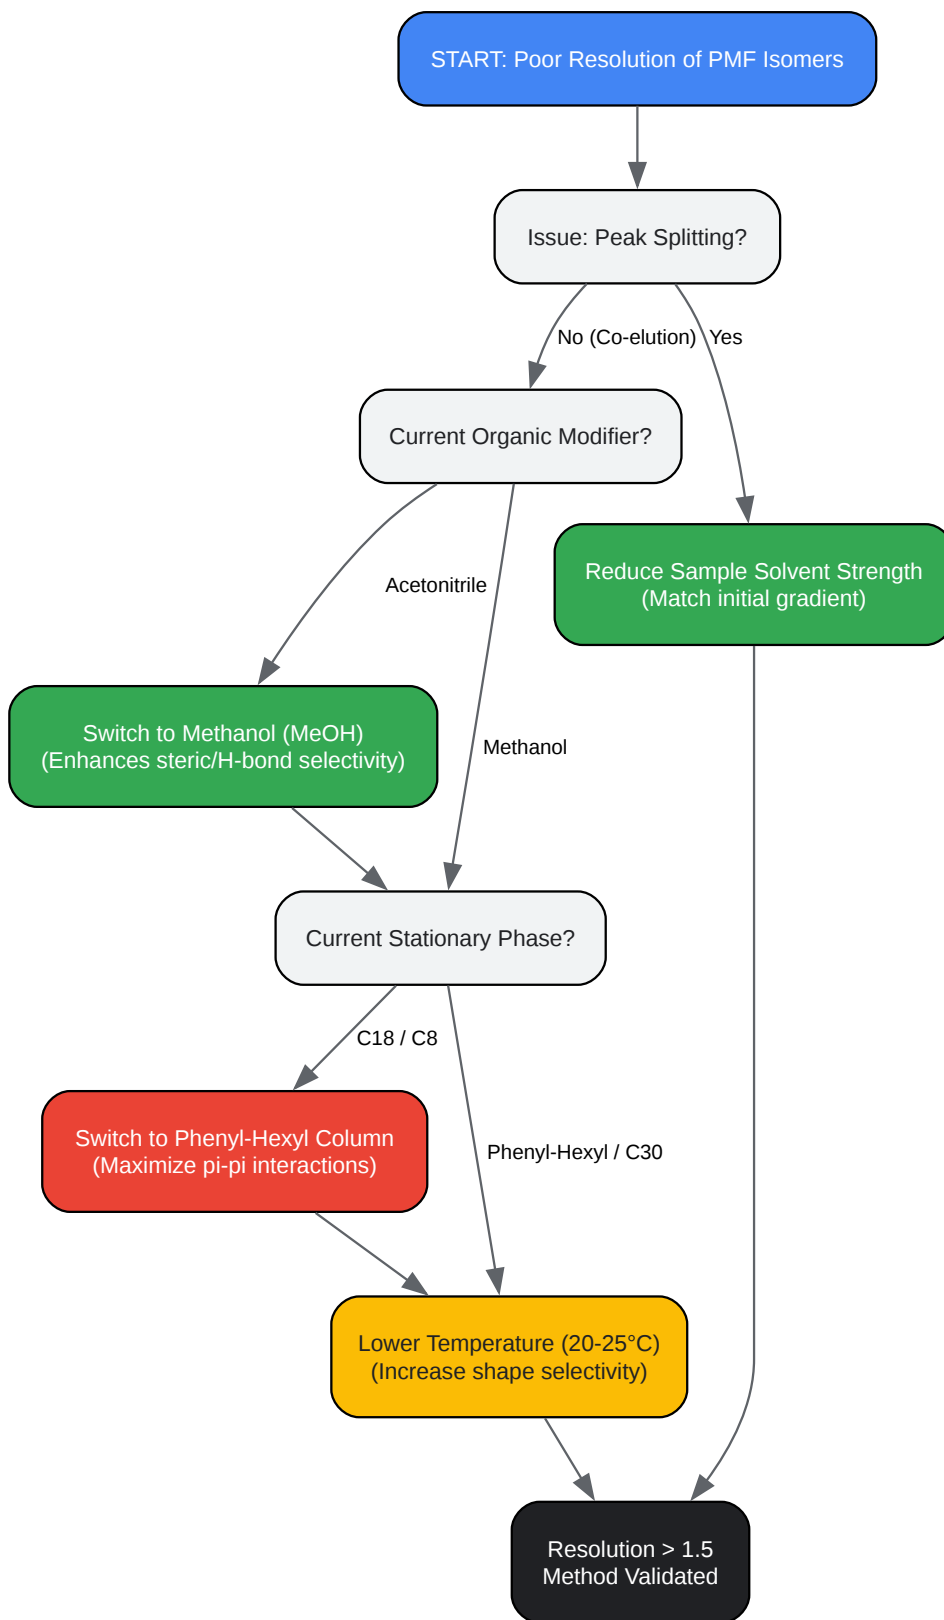 START: Poor Resolution of PMF Isomers
Issue: Peak Splitting?
No (Co-elution)
Yes
Current Organic Modifier?
Reduce Sample Solvent Strength
(Match initial gradient)
Acetonitrile
Switch to Methanol (MeOH)
(Enhances steric/H-bond selectivity)
Methanol
Current Stationary Phase?
C18 / C8
Switch to Phenyl-Hexyl Column
(Maximize pi-pi interactions)
Phenyl-Hexyl / C30
Lower Temperature (20-25°C)
(Increase shape selectivity)
Resolution > 1.5
Method Validated